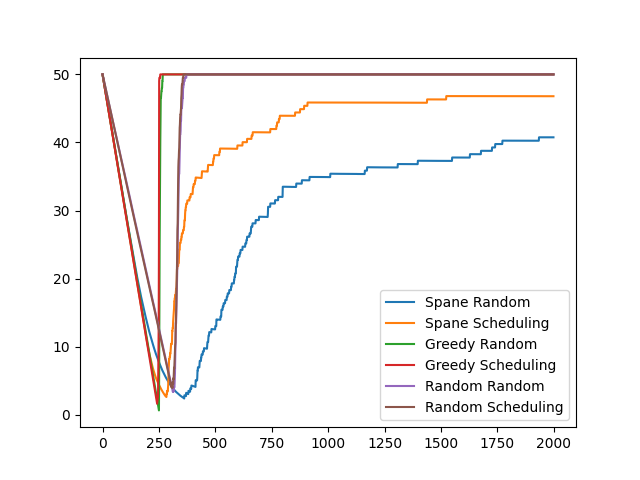 50
40
30
20
10
0
0 250 500 750 1000 1250 1500 1750 2000
Spane Random
Spane Scheduling
Greedy Random
Greedy Scheduling
Random Random
Random Scheduling